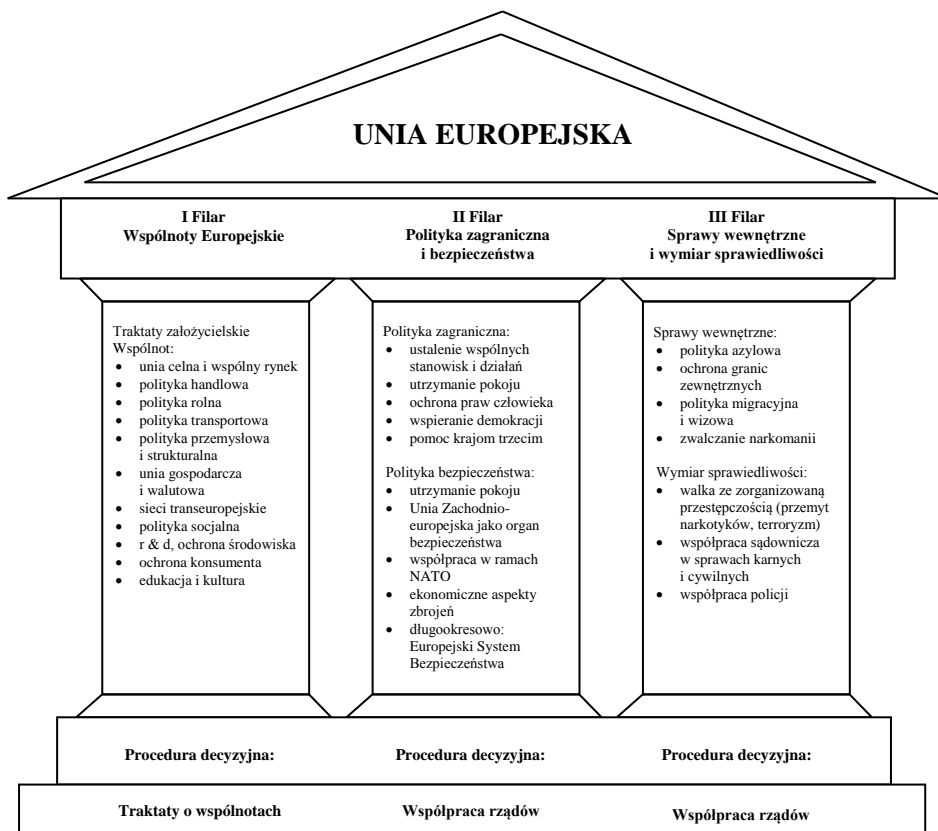 UNIA EUROPEJSKA
I Filar
Wspólnoty Europejskie
II Filar
Polityka zagraniczna
i bezpieczeństwa
III Filar
Sprawy wewnętrzne
i wymiar sprawiedliwości
Traktaty założycielskie
Wspólnot:
• unia celna i wspólny rynek
• polityka handlowa
• polityka rolna
• polityka transportowa
• polityka przemysłowa
i strukturalna
• unia gospodarcza
i walutowa
• sieci transeuropejskie
• polityka socjalna
• r & d, ochrona środowiska
• ochrona konsumenta
• edukacja i kultura
Polityka zagraniczna:
• ustalenie wspólnych
stanowisk i działań
• utrzymanie pokoju
• ochrona praw człowieka
• wspieranie demokracji
• pomoc krajom trzecim
Polityka bezpieczeństwa:
• utrzymanie pokoju
• Unia Zachodnio-
europejska jako organ
bezpieczeństwa
• współpraca w ramach
NATO
• ekonomiczne aspekty
zbrojeń
• długookresowo:
Europejski System
Bezpieczeństwa
Sprawy wewnętrzne:
• polityka azylowa
• ochrona granic
zewnętrznych
• polityka migracyjna
i wizowa
• zwalczanie narkomanii
Wymiar sprawiedliwości:
• walka ze zorganizowaną
przestępczością (przemyt
narkotyków, terroryzm)
• współpraca sądownicza
w sprawach karnych
i cywilnych
• współpraca policji
Procedura decyzyjna:
Traktaty o wspólnotach
Procedura decyzyjna:
Współpraca rządów
Procedura decyzyjna:
Współpraca rządów